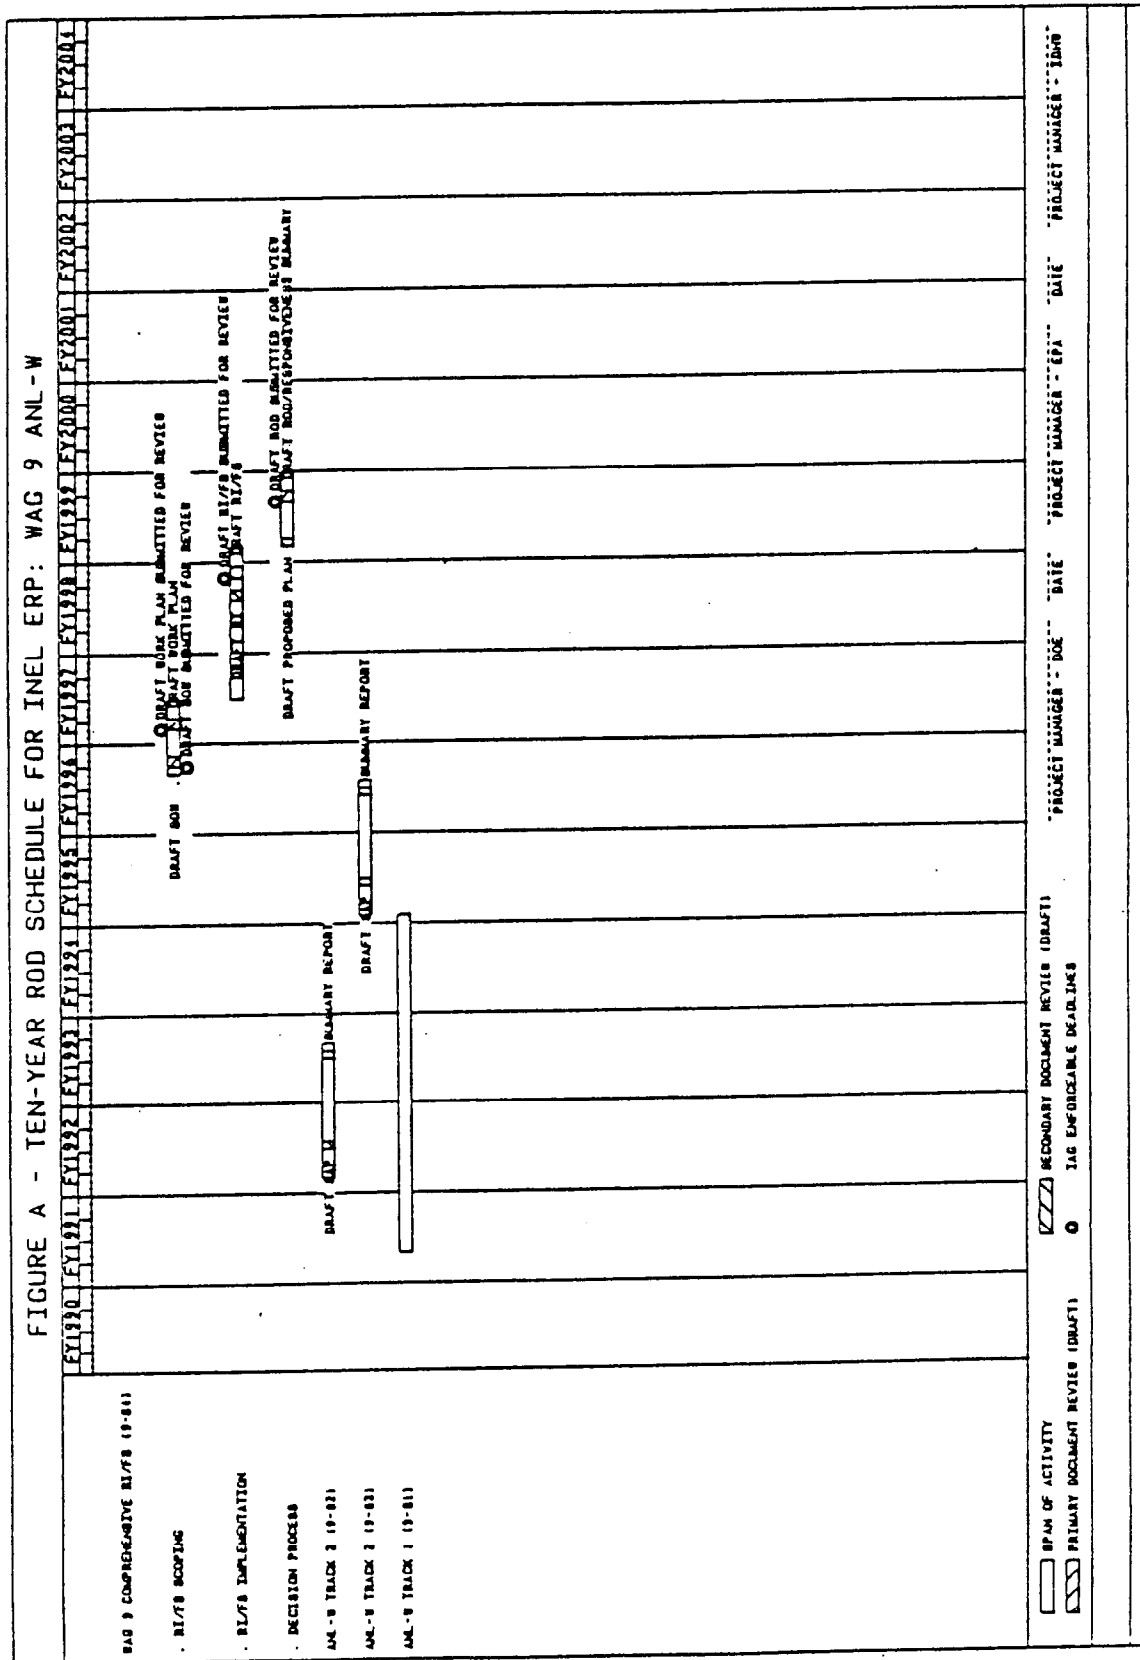 FIGURE A - TEN-YEAR ROD SCHEDULE FOR INEL ERP: WAG 9 ANL-W
FY1990 FY1991 FY1992 FY1993 FY1994 FY1995 FY1996 FY1997 FY1998 FY1999 FY2000 FY2001 FY2002 FY2003 FY2004
WAG 9 COMPREHENSIVE RI/FS (9-04)
DRAFT WORK PLAN SUBMITTED FOR REVIEW
. RI/FS SCOPING
DRAFT SOW
DRAFT WORK PLAN
DRAFT SOW SUBMITTED FOR REVIEW
DRAFT RI/FS SUBMITTED FOR REVIEW
. RI/FS IMPLEMENTATION
DRAFT RI
DRAFT RI/FS
DRAFT ROD SUBMITTED FOR REVIEW
. DECISION PROCESS
DRAFT PROPOSED PLAN
DRAFT ROD/RESPONSIVENESS SUMMARY
ANL-W TRACK 2 (9-02)
DRAFT SAP
SUMMARY REPORT
ANL-W TRACK 2 (9-03)
DRAFT SAP
SUMMARY REPORT
ANL-W TRACK 1 (9-01)
SPAN OF ACTIVITY
SECONDARY DOCUMENT REVIEW (DRAFT)
PRIMARY DOCUMENT REVIEW (DRAFT)
IAG ENFORCEABLE DEADLINES
PROJECT MANAGER - DOE DATE PROJECT MANAGER - EPA DATE PROJECT MANAGER - IDHW